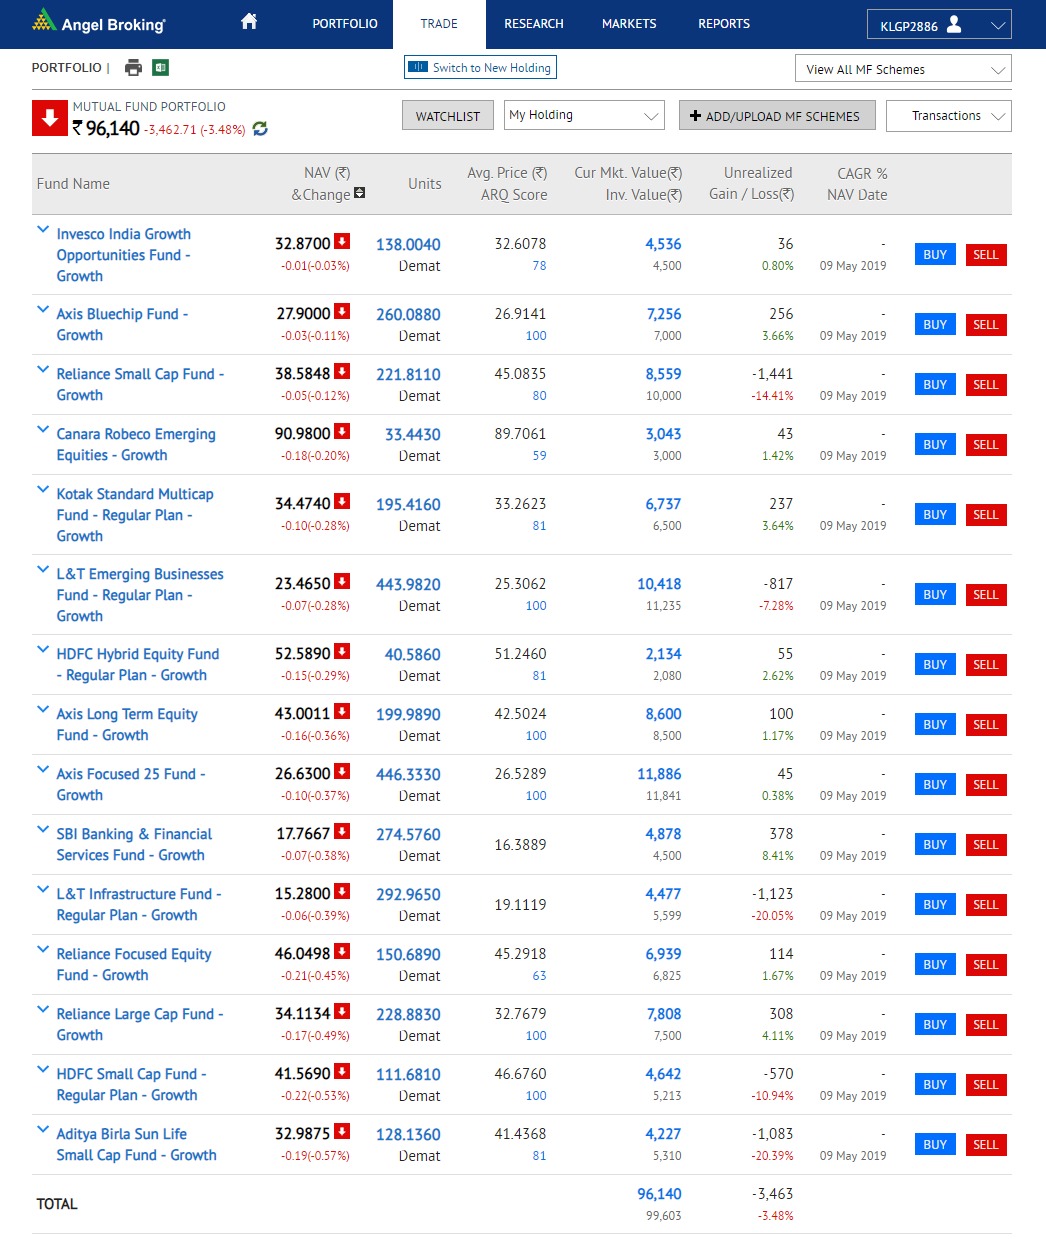 Angel Broking
PORTFOLIO TRADE RESEARCH MARKETS REPORTS KLGP2886
PORTFOLIO | Switch to New Holding View All MF Schemes
MUTUAL FUND PORTFOLIO
₹ 96,140 -3,462.71 (-3.48%) WATCHLIST My Holding + ADD/UPLOAD MF SCHEMES Transactions
Fund Name NAV (₹) &Change Units Avg. Price (₹) ARQ Score Cur Mkt. Value(₹) Inv. Value(₹) Unrealized Gain / Loss(₹) CAGR % NAV Date
Invesco India Growth
Opportunities Fund -
Growth
32.8700 138.0040 32.6078 4,536 36 -
-0.01(-0.03%) Demat 78 4,500 0.80% 09 May 2019 BUY SELL
Axis Bluechip Fund -
Growth
27.9000 260.0880 26.9141 7,256 256 -
-0.03(-0.11%) Demat 100 7,000 3.66% 09 May 2019 BUY SELL
Reliance Small Cap Fund -
Growth
38.5848 221.8110 45.0835 8,559 -1,441 -
-0.05(-0.12%) Demat 80 10,000 -14.41% 09 May 2019 BUY SELL
Canara Robeco Emerging
Equities - Growth
90.9800 33.4430 89.7061 3,043 43 -
-0.18(-0.20%) Demat 59 3,000 1.42% 09 May 2019 BUY SELL
Kotak Standard Multicap
Fund - Regular Plan -
Growth
34.4740 195.4160 33.2623 6,737 237 -
-0.10(-0.28%) Demat 81 6,500 3.64% 09 May 2019 BUY SELL
L&T Emerging Businesses
Fund - Regular Plan -
Growth
23.4650 443.9820 25.3062 10,418 -817 -
-0.07(-0.28%) Demat 100 11,235 -7.28% 09 May 2019 BUY SELL
HDFC Hybrid Equity Fund
- Regular Plan - Growth
52.5890 40.5860 51.2460 2,134 55 -
-0.15(-0.29%) Demat 81 2,080 2.62% 09 May 2019 BUY SELL
Axis Long Term Equity
Fund - Growth
43.0011 199.9890 42.5024 8,600 100 -
-0.16(-0.36%) Demat 100 8,500 1.17% 09 May 2019 BUY SELL
Axis Focused 25 Fund -
Growth
26.6300 446.3330 26.5289 11,886 45 -
-0.10(-0.37%) Demat 100 11,841 0.38% 09 May 2019 BUY SELL
SBI Banking & Financial
Services Fund - Growth
17.7667 274.5760 16.3889 4,878 378 -
-0.07(-0.38%) Demat 4,500 8.41% 09 May 2019 BUY SELL
L&T Infrastructure Fund -
Regular Plan - Growth
15.2800 292.9650 19.1119 4,477 -1,123 -
-0.06(-0.39%) Demat 5,599 -20.05% 09 May 2019 BUY SELL
Reliance Focused Equity
Fund - Growth
46.0498 150.6890 45.2918 6,939 114 -
-0.21(-0.45%) Demat 63 6,825 1.67% 09 May 2019 BUY SELL
Reliance Large Cap Fund -
Growth
34.1134 228.8830 32.7679 7,808 308 -
-0.17(-0.49%) Demat 100 7,500 4.11% 09 May 2019 BUY SELL
HDFC Small Cap Fund -
Regular Plan - Growth
41.5690 111.6810 46.6760 4,642 -570 -
-0.22(-0.53%) Demat 100 5,213 -10.94% 09 May 2019 BUY SELL
Aditya Birla Sun Life
Small Cap Fund - Growth
32.9875 128.1360 41.4368 4,227 -1,083 -
-0.19(-0.57%) Demat 81 5,310 -20.39% 09 May 2019 BUY SELL
TOTAL 96,140 -3,463
99,603 -3.48%